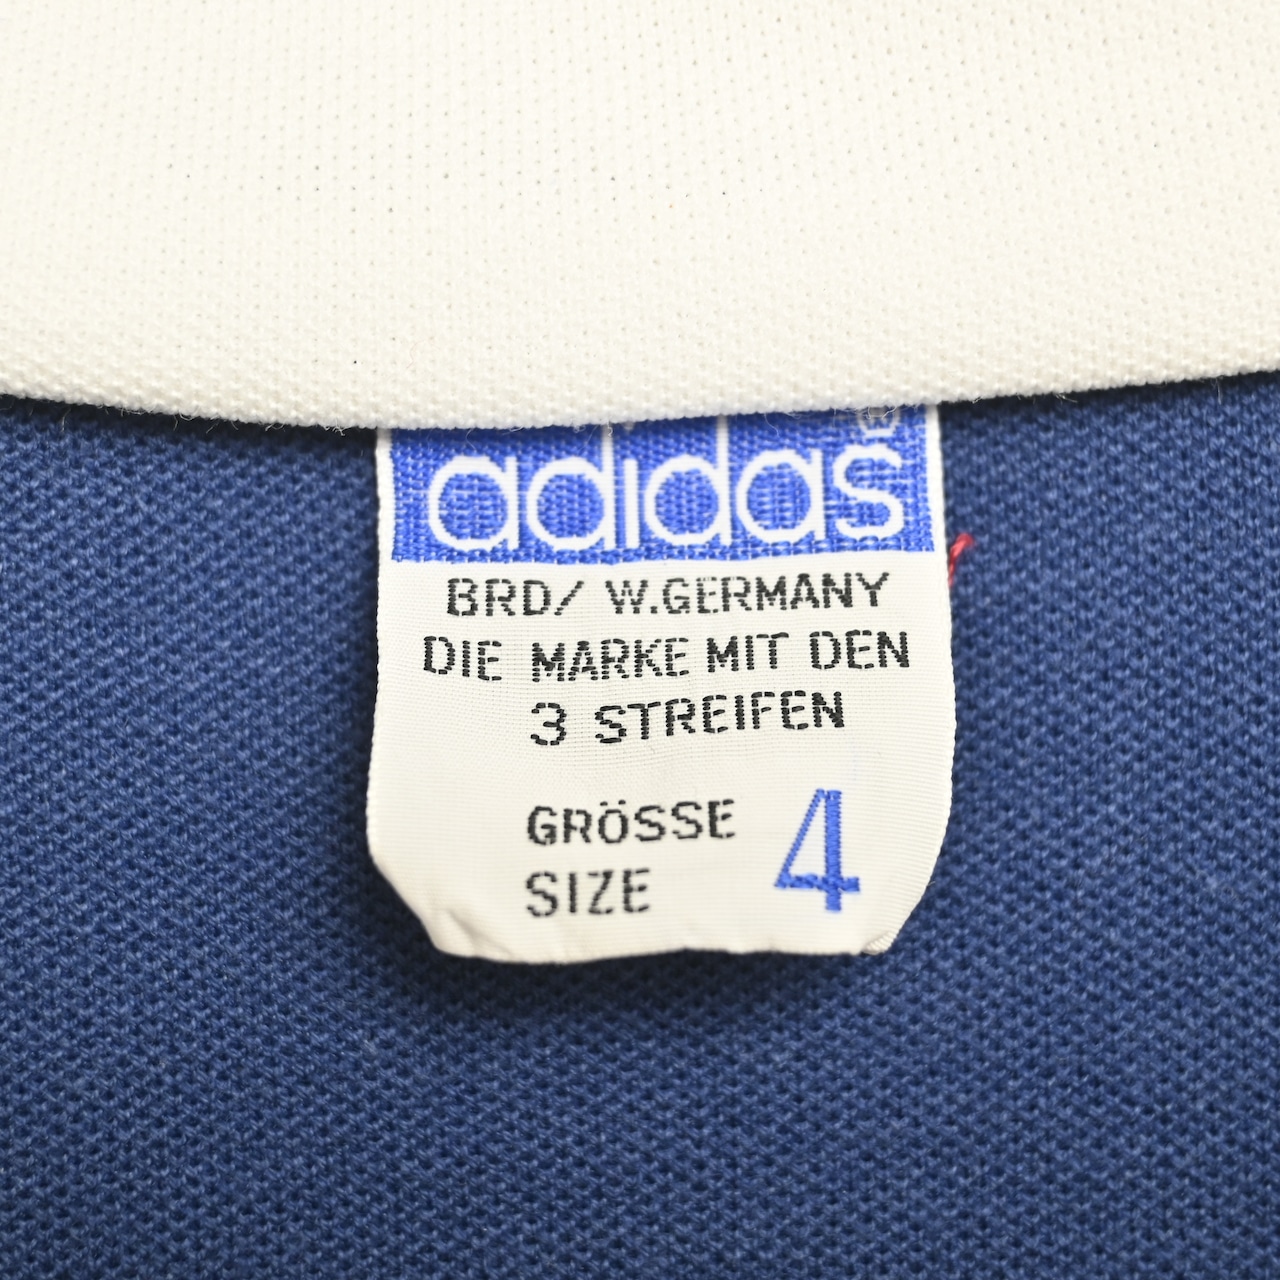 adidas
BRD/ W.GERMANY
DIE MARKE MIT DEN
3 STREIFEN
GRÖSSE 4
SIZE